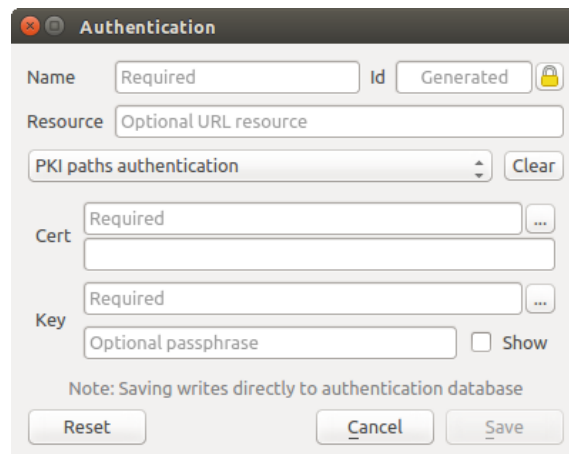 Authentication
Name Required Id Generated
Resource Optional URL resource
PKI paths authentication Clear
Cert Required ...
Key Required ...
Optional passphrase Show
Note: Saving writes directly to authentication database
Reset Cancel Save